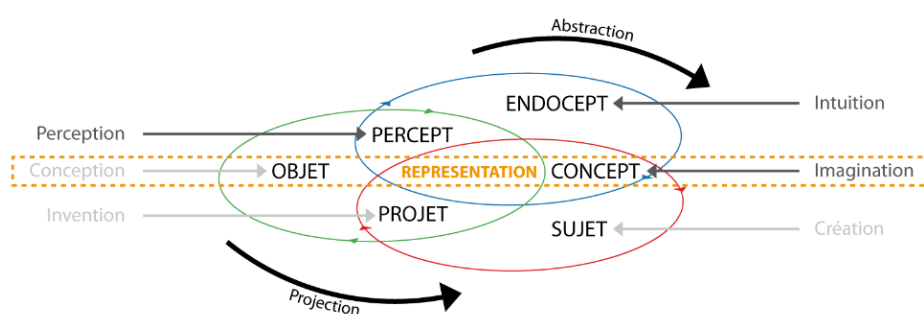 Abstraction
ENDOCEPT
Intuition
Perception
PERCEPT
Conception
OBJET
REPRESENTATION
CONCEPT
Imagination
Invention
PROJET
SUJET
Création
Projection